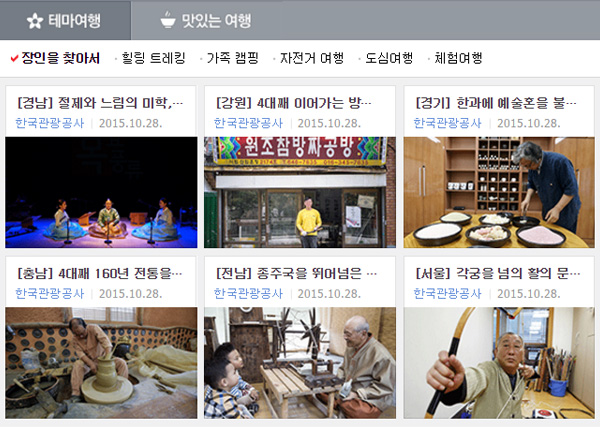 테마여행
맛있는 여행
장인을 찾아서 · 힐링 트레킹 · 가족 캠핑 · 자전거 여행 · 도심여행 · 체험여행
[경남] 절제와 느림의 미학,...
한국관광공사 | 2015.10.28.
[강원] 4대째 이어가는 방...
한국관광공사 | 2015.10.28.
[경기] 한과에 예술혼을 불...
한국관광공사 | 2015.10.28.
원조참방짜공방
[충남] 4대째 160년 전통을...
한국관광공사 | 2015.10.28.
[전남] 종주국을 뛰어넘은 ...
한국관광공사 | 2015.10.28.
[서울] 각궁을 넘의 활의 문...
한국관광공사 | 2015.10.28.